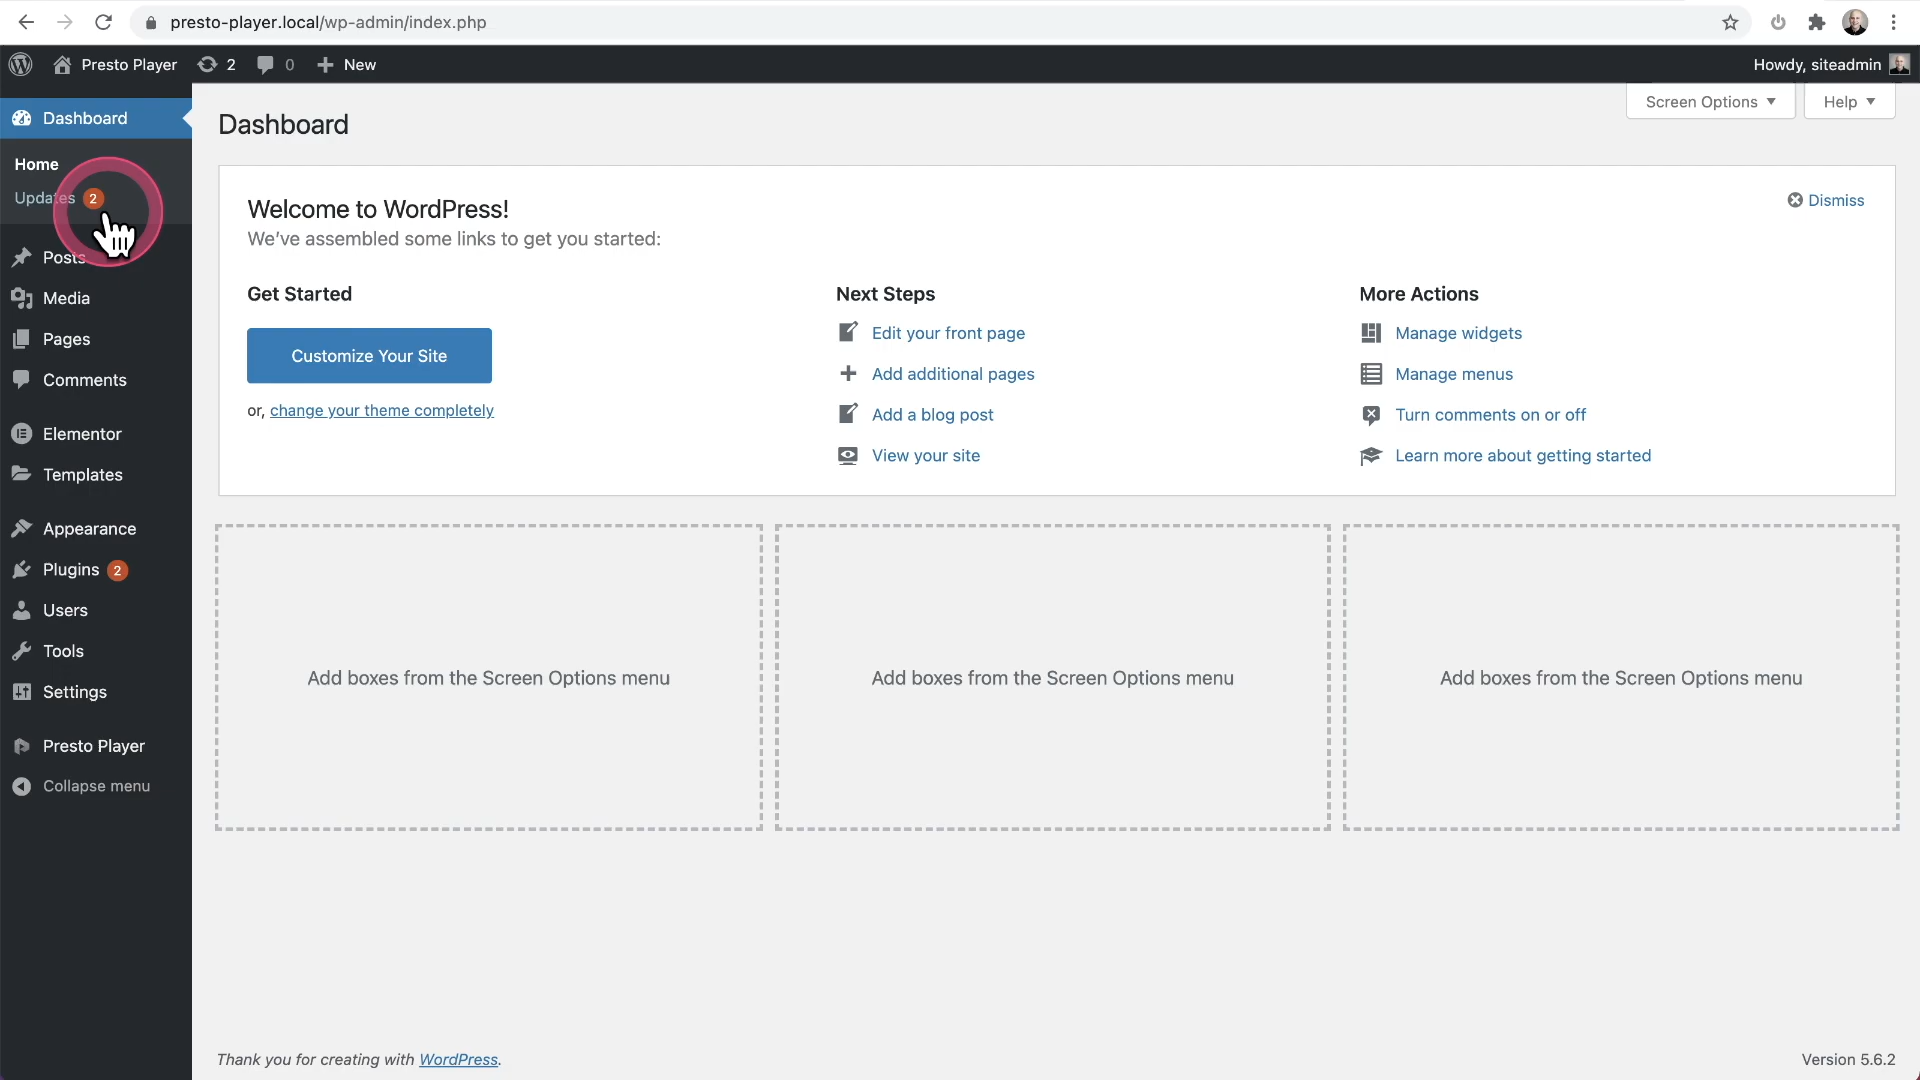 presto-player.local/wp-admin/index.php
Presto Player 2 0 New
Howdy, siteadmin
Dashboard
Home
Updates 2
Posts
Media
Pages
Comments
Elementor
Templates
Appearance
Plugins 2
Users
Tools
Settings
Presto Player
Collapse menu
Screen Options
Help
Dashboard
Welcome to WordPress!
We've assembled some links to get you started:
Dismiss
Get Started
Customize Your Site
or, change your theme completely
Next Steps
Edit your front page
Add additional pages
Add a blog post
View your site
More Actions
Manage widgets
Manage menus
Turn comments on or off
Learn more about getting started
Add boxes from the Screen Options menu
Add boxes from the Screen Options menu
Add boxes from the Screen Options menu
Thank you for creating with WordPress.
Version 5.6.2